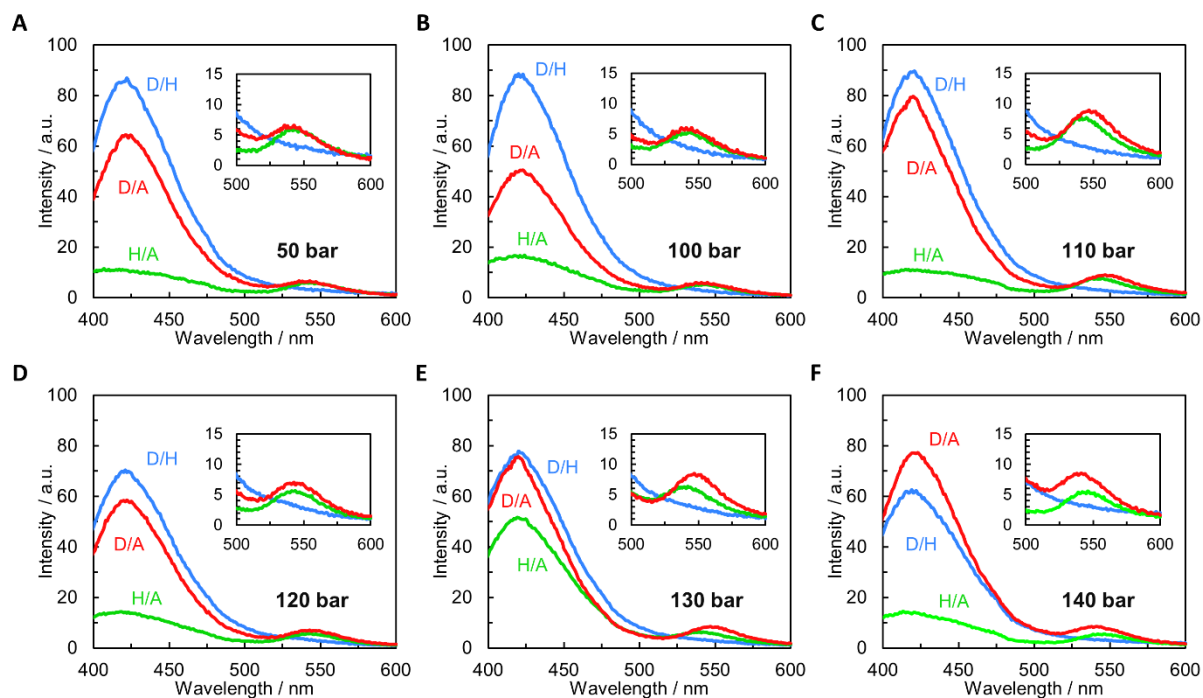 A
100
80
60
40
20
0
Intensity / a.u.
D/H
D/A
H/A
15
10
5
0
500 550 600
50 bar
400 450 500 550 600
Wavelength / nm
B
100
80
60
40
20
0
Intensity / a.u.
D/H
D/A
H/A
15
10
5
0
500 550 600
100 bar
400 450 500 550 600
Wavelength / nm
C
100
80
60
40
20
0
Intensity / a.u.
D/H
D/A
H/A
15
10
5
0
500 550 600
110 bar
400 450 500 550 600
Wavelength / nm
D
100
80
60
40
20
0
Intensity / a.u.
D/H
D/A
H/A
15
10
5
0
500 550 600
120 bar
400 450 500 550 600
Wavelength / nm
E
100
80
60
40
20
0
Intensity / a.u.
D/H
D/A
H/A
15
10
5
0
500 550 600
130 bar
400 450 500 550 600
Wavelength / nm
F
100
80
60
40
20
0
Intensity / a.u.
D/A
D/H
H/A
15
10
5
0
500 550 600
140 bar
400 450 500 550 600
Wavelength / nm